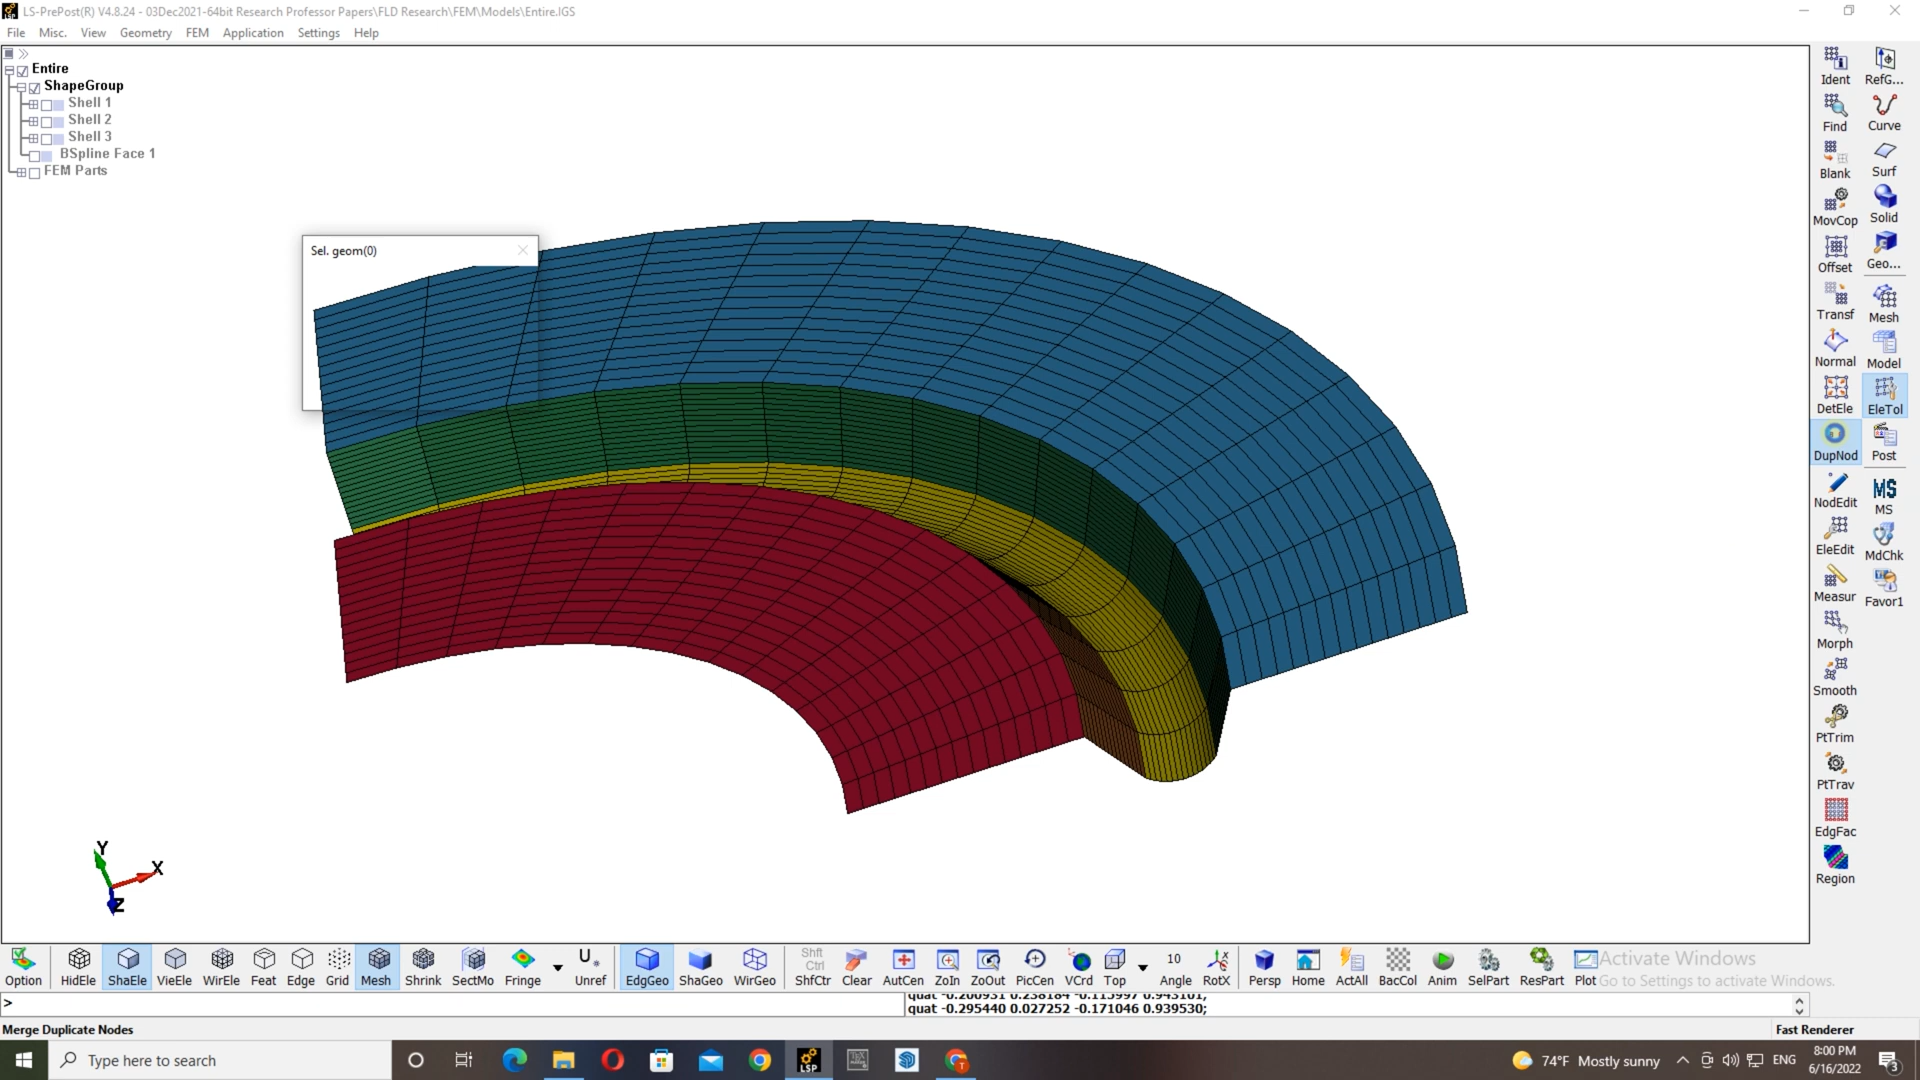 LS-PrePost(R) V4.8.24 - 03Dec2021-64bit Research Professor Papers\FLD Research\FEM\Models\Entire.IGS
File Misc. View Geometry FEM Application Settings Help
Entire
ShapeGroup
Shell 1
Shell 2
Shell 3
BSpline Face 1
FEM Parts
Sel. geom(0)
Y
X
Z
Ident RefG...
Find Curve
Blank Surf
MovCop Solid
Offset Geo...
Transf Mesh
Normal Model
DetEle EleTol
DupNod Post
NodEdit MS
MS
EleEdit MdChk
Measur Favor1
Morph
Smooth
PtTrim
PtTrav
EdgFac
Region
Option HidEle ShaEle VieEle WirEle Feat Edge Grid Mesh Shrink SectMo Fringe U Unref EdgGeo ShaGeo WirGeo Shft Ctrl ShfCtr Clear AutCen ZoIn ZoOut PicCen VCrd Top 10 Angle RotX Persp Home ActAll BacCol Anim SelPart ResPart Plot
Activate Windows
Go to Settings to activate Windows.
>
quat -0.295440 0.027252 -0.171046 0.939530;
Merge Duplicate Nodes
Fast Renderer
Type here to search
LSP
74°F Mostly sunny
ENG
8:00 PM
6/16/2022
3